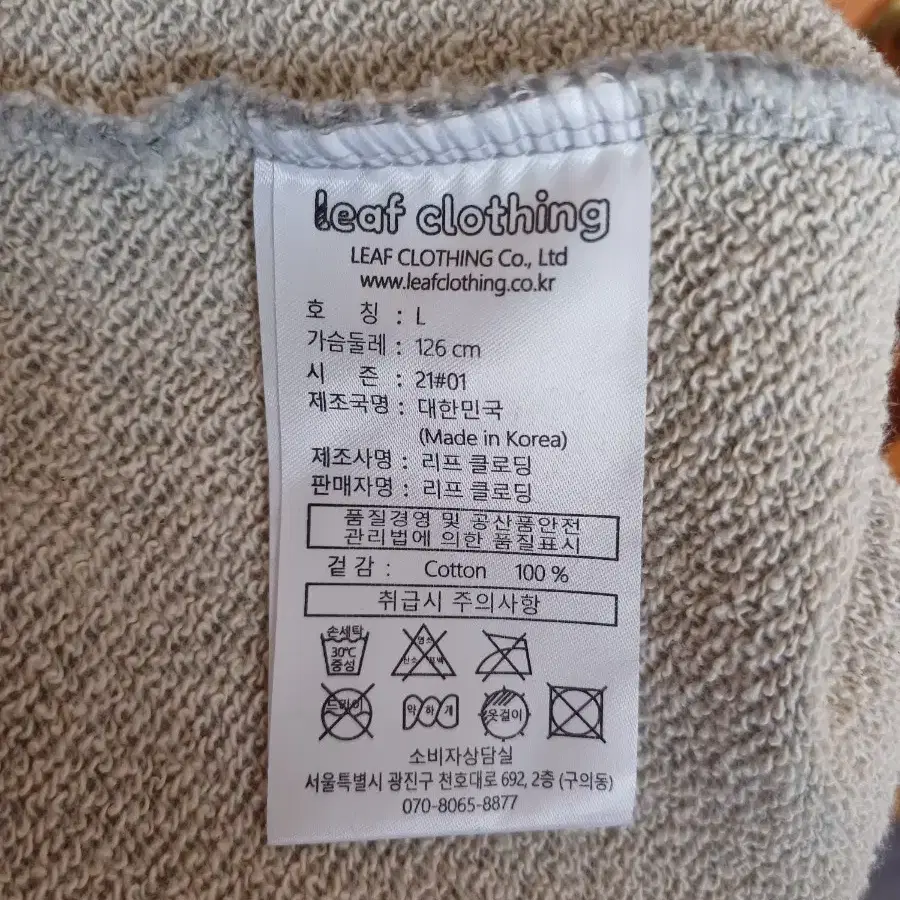 leaf clothing
LEAF CLOTHING Co., Ltd
www.leafclothing.co.kr
호 칭 : L
가슴둘레 : 126 cm
시 즌 : 21#01
제조국명 : 대한민국
(Made in Korea)
제조사명 : 리프 클로딩
판매자명 : 리프 클로딩
품질경영 및 공산품안전
관리법에 의한 품질표시
겉 감 : Cotton 100 %
취급시 주의사항
손세탁
30℃
중성
염소
산소 표백
드라이
약하게
옷걸이
소비자상담실
서울특별시 광진구 천호대로 692, 2층 (구의동)
070-8065-8877